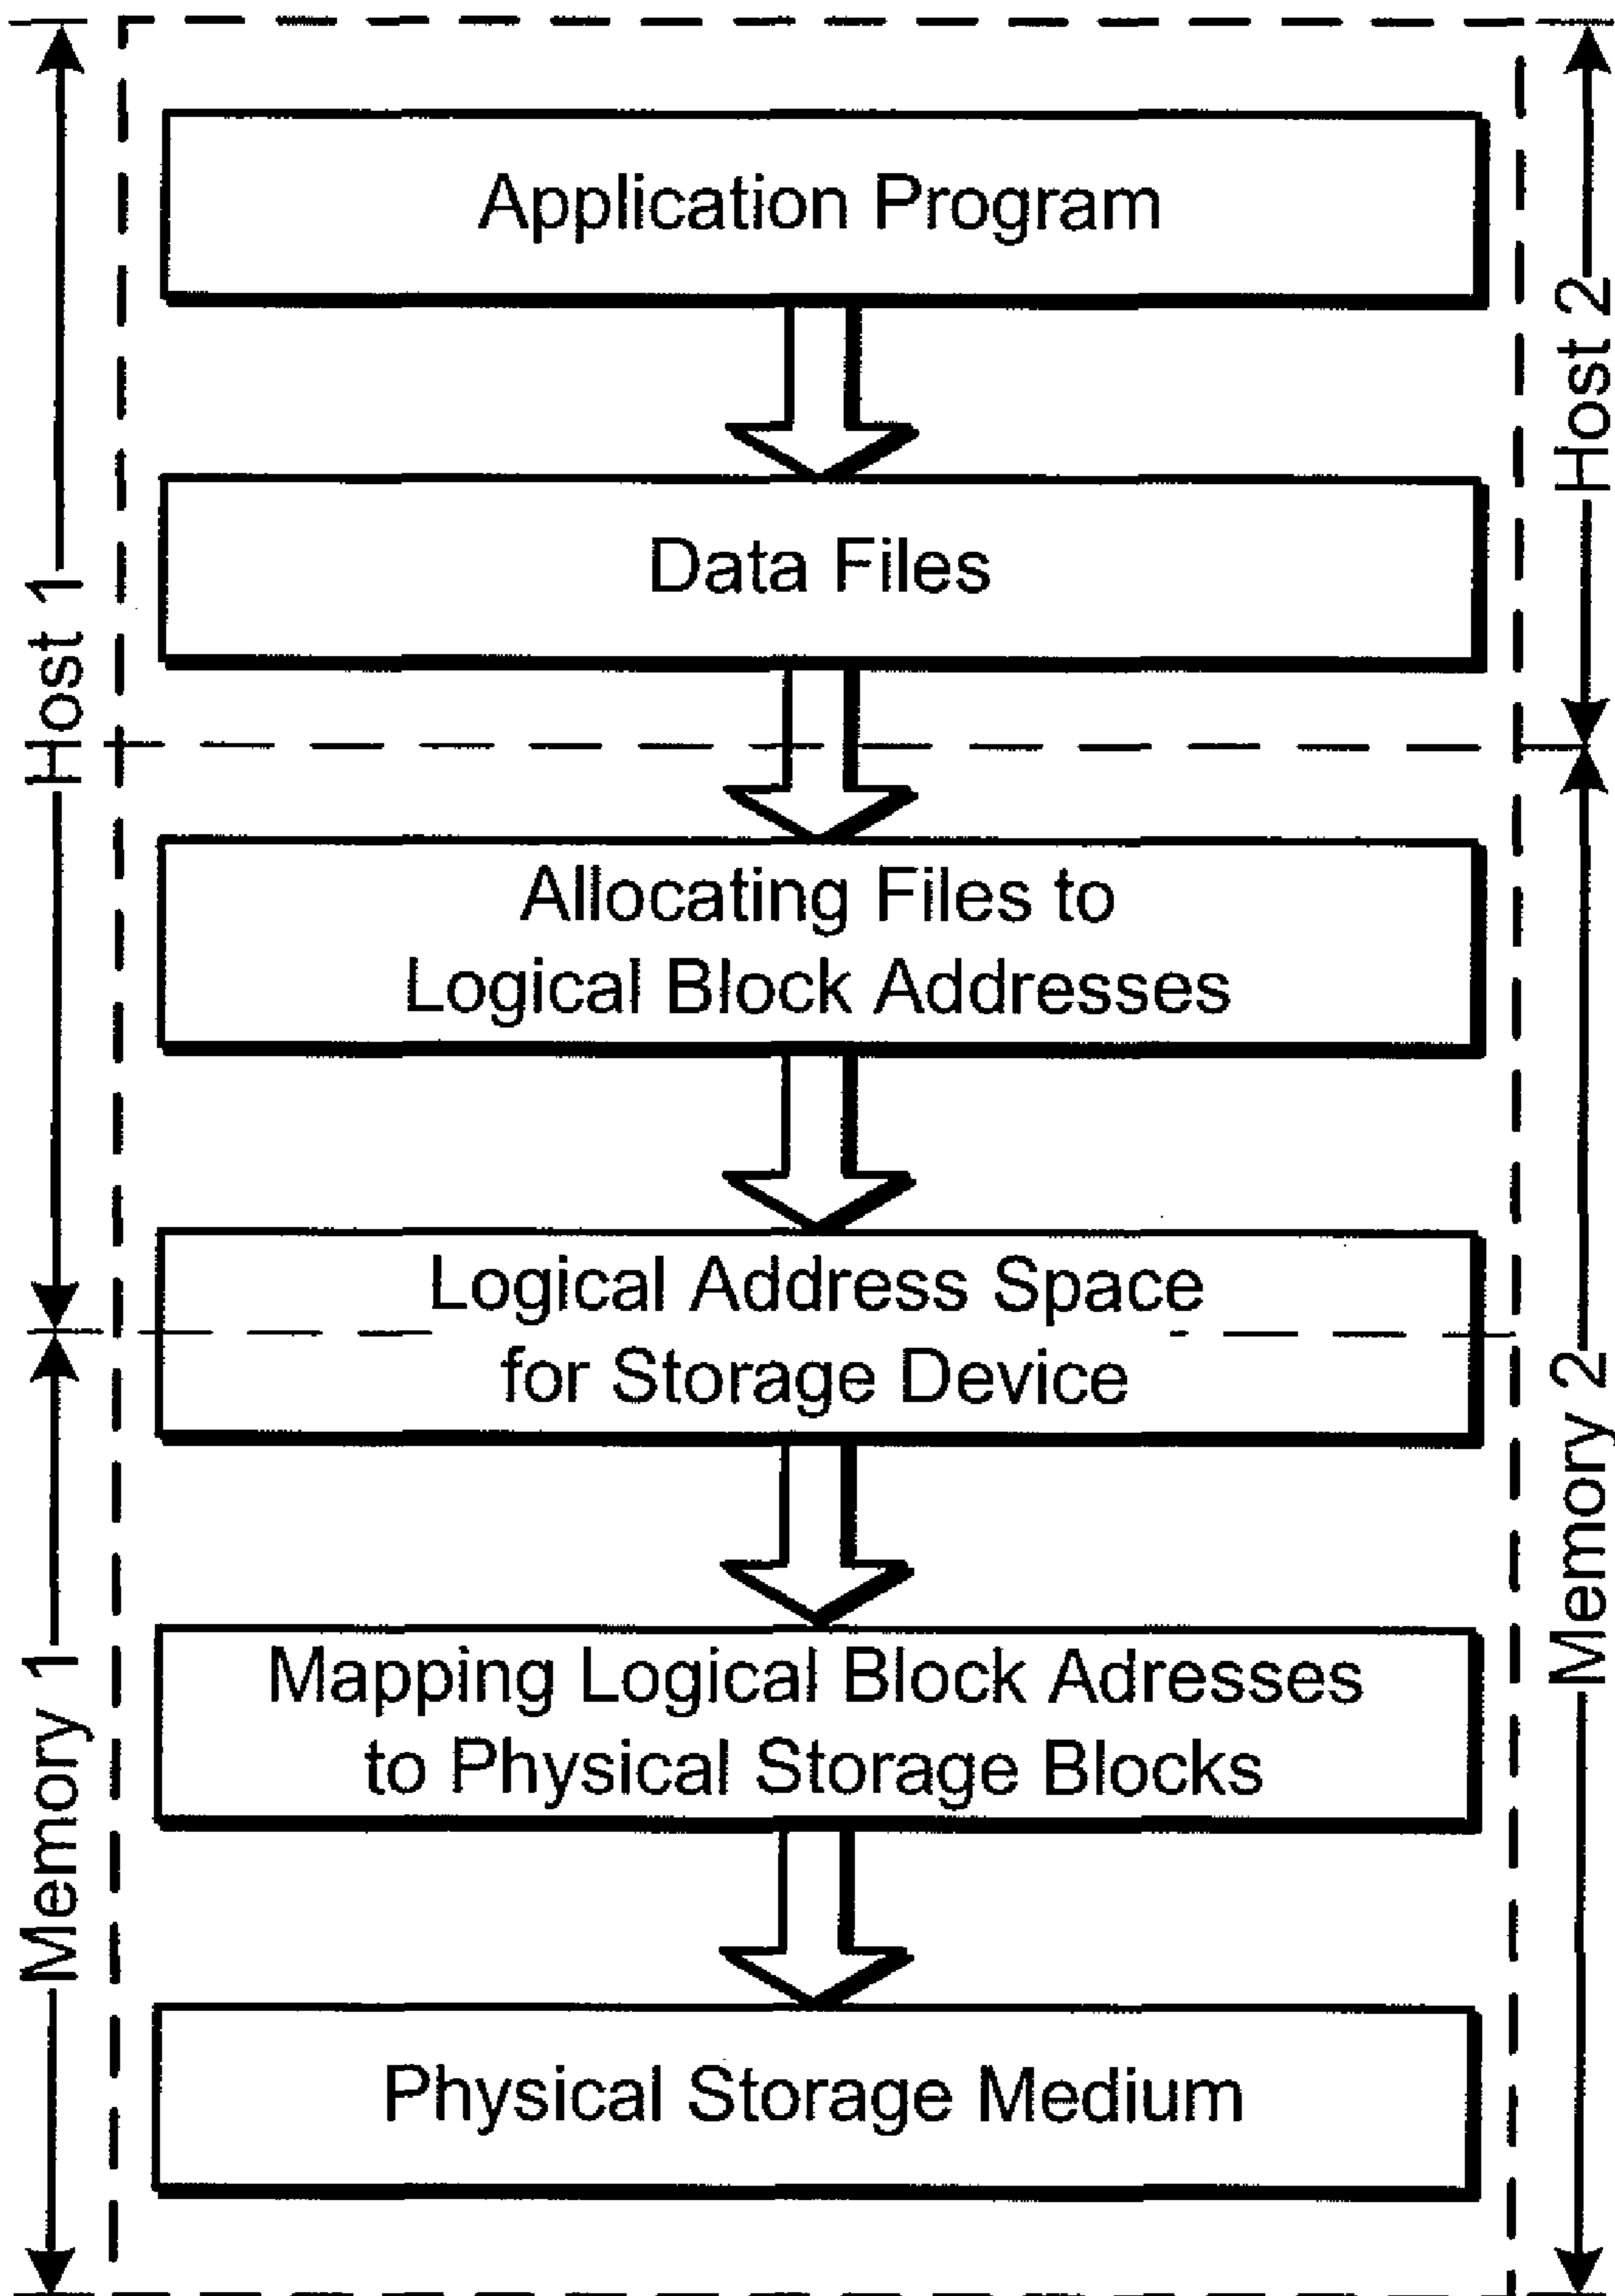 Application Program
Data Files
Allocating Files to
Logical Block Addresses
Logical Address Space
for Storage Device
Mapping Logical Block Adresses
to Physical Storage Blocks
Physical Storage Medium
Host 1
Memory 1
Host 2
Memory 2